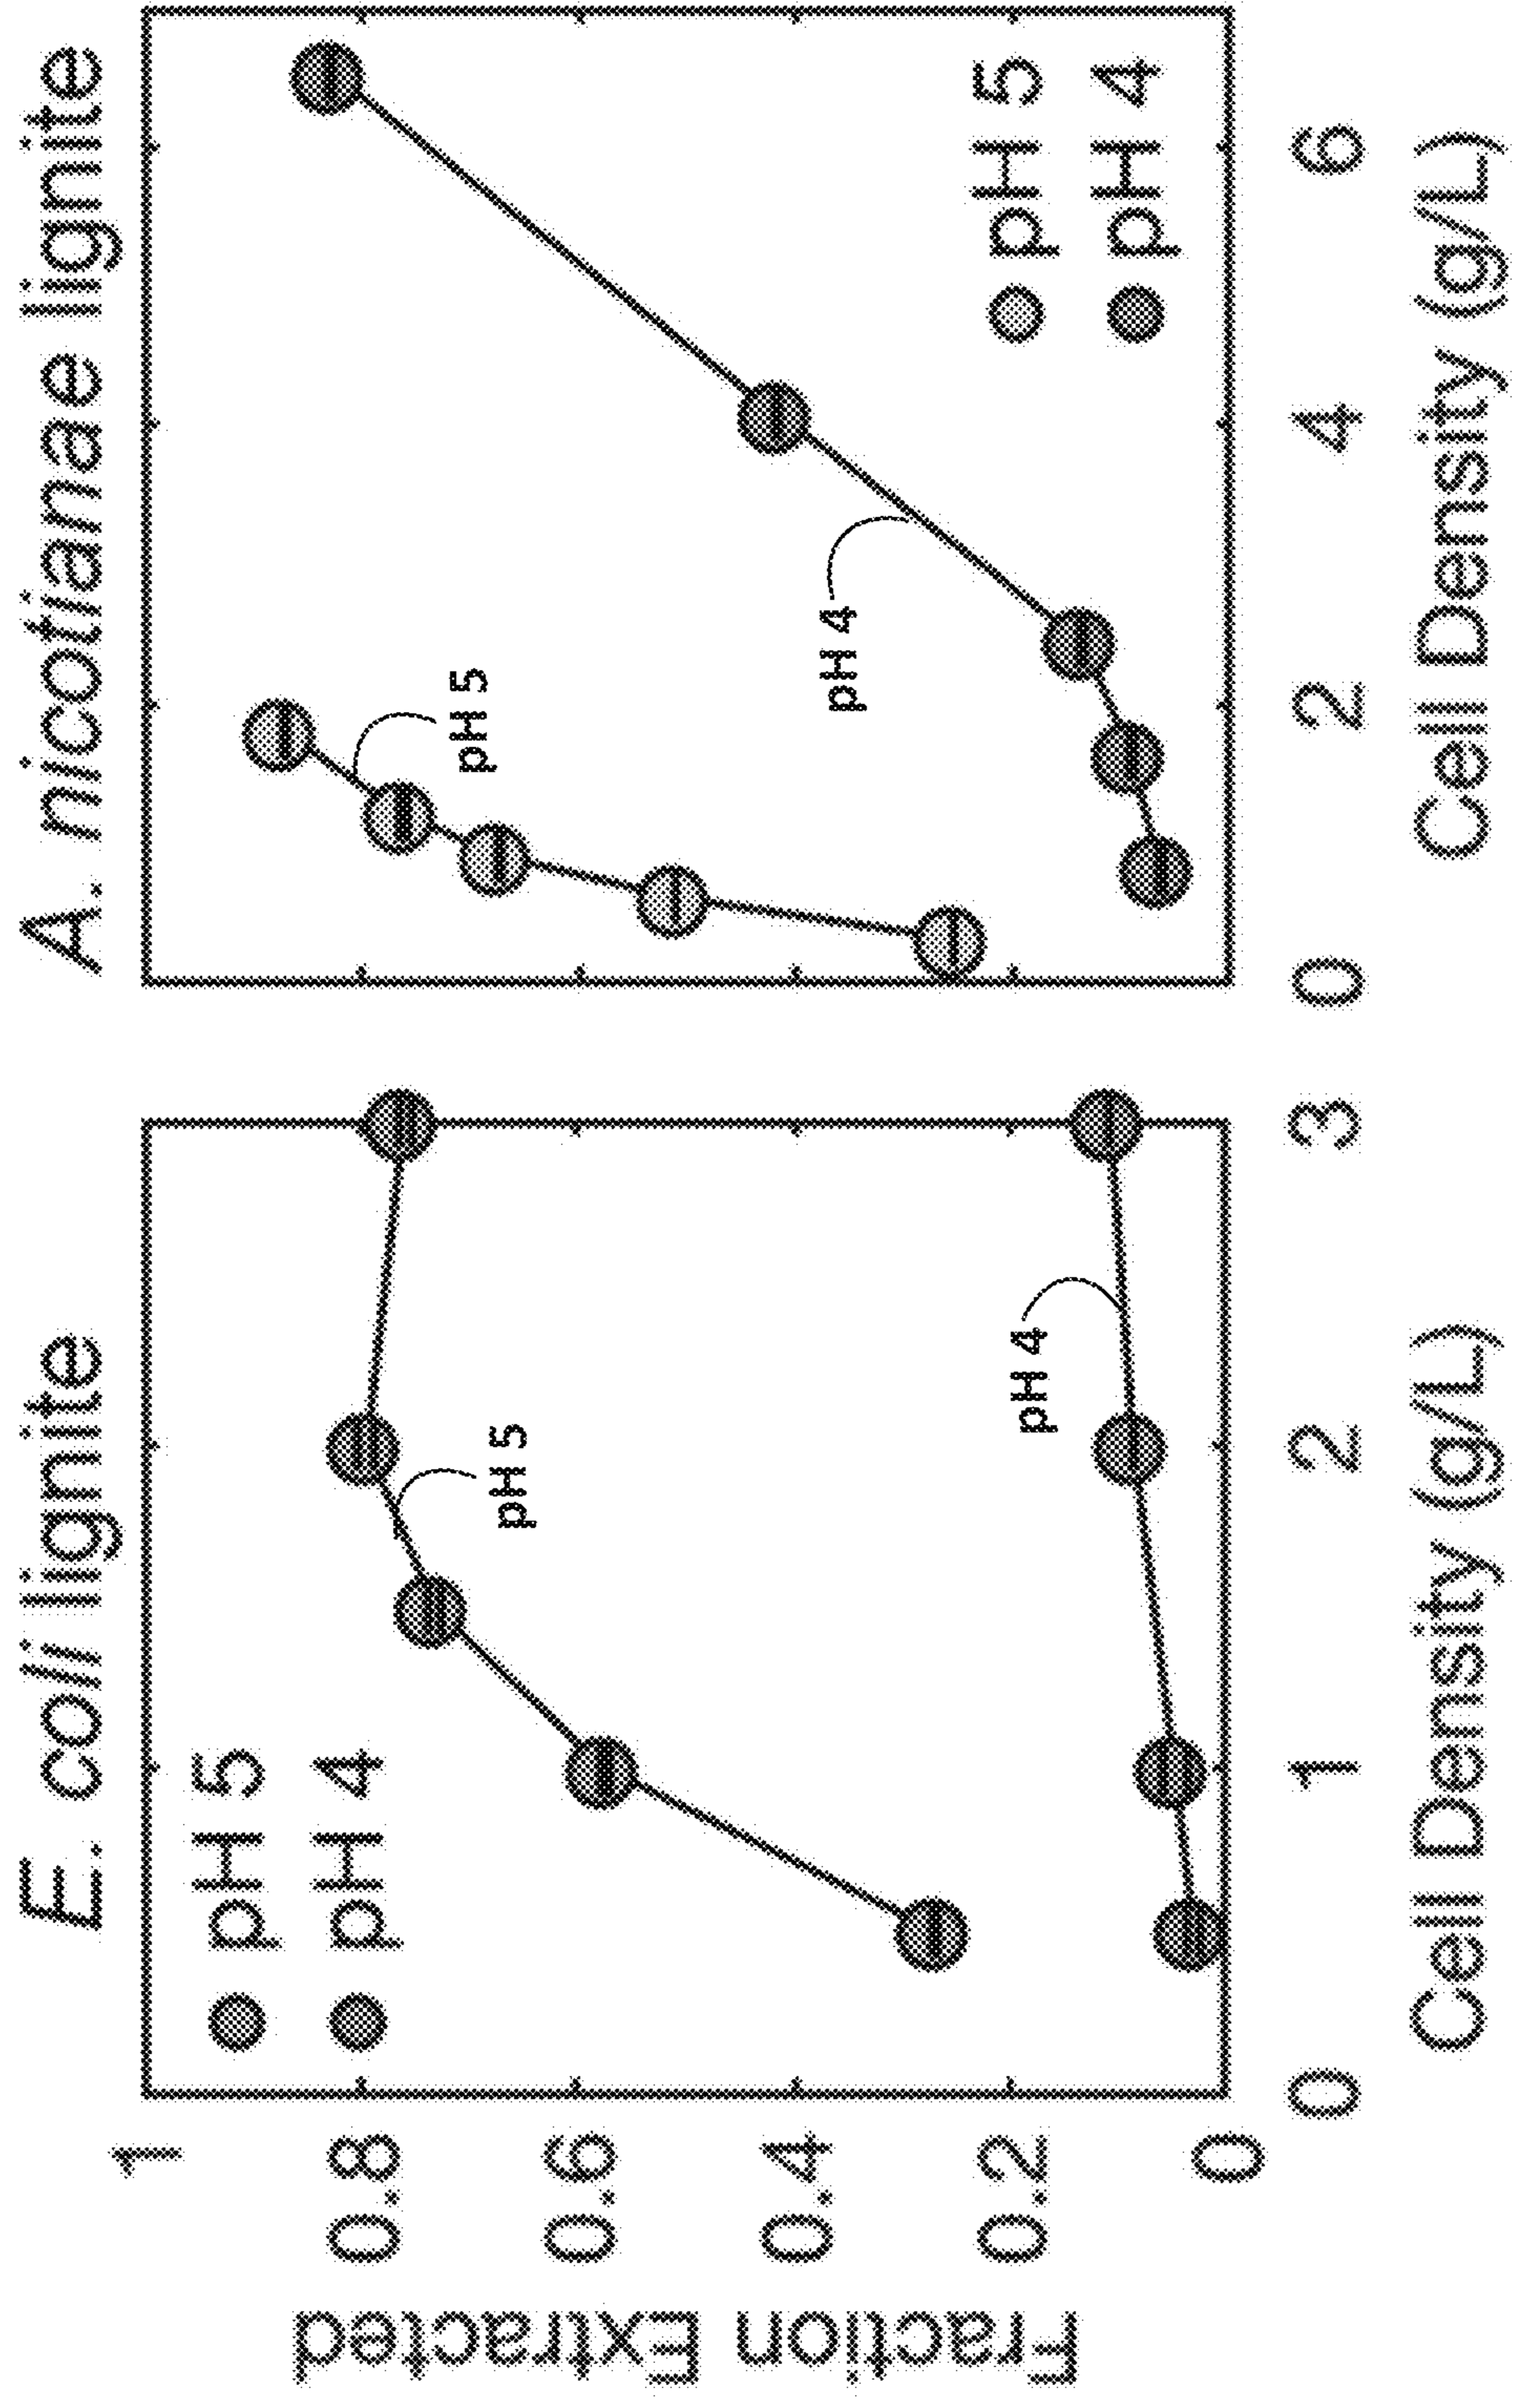 E. coli lignite
A. nicotianae lignite
Fraction Extracted
1
0.8
0.6
0.4
0.2
0
pH 5
pH 4
pH 5
pH 4
0
1
2
3
Cell Density (g/L)
pH 5
pH 4
pH 5
pH 4
0
2
4
6
Cell Density (g/L)